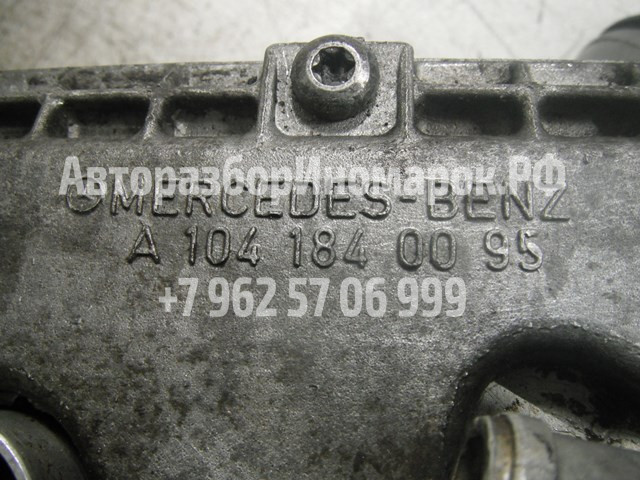 АвторазборИномарок.РФ
MERCEDES-BENZ
A 104 184 00 95
+7 962 57 06 999